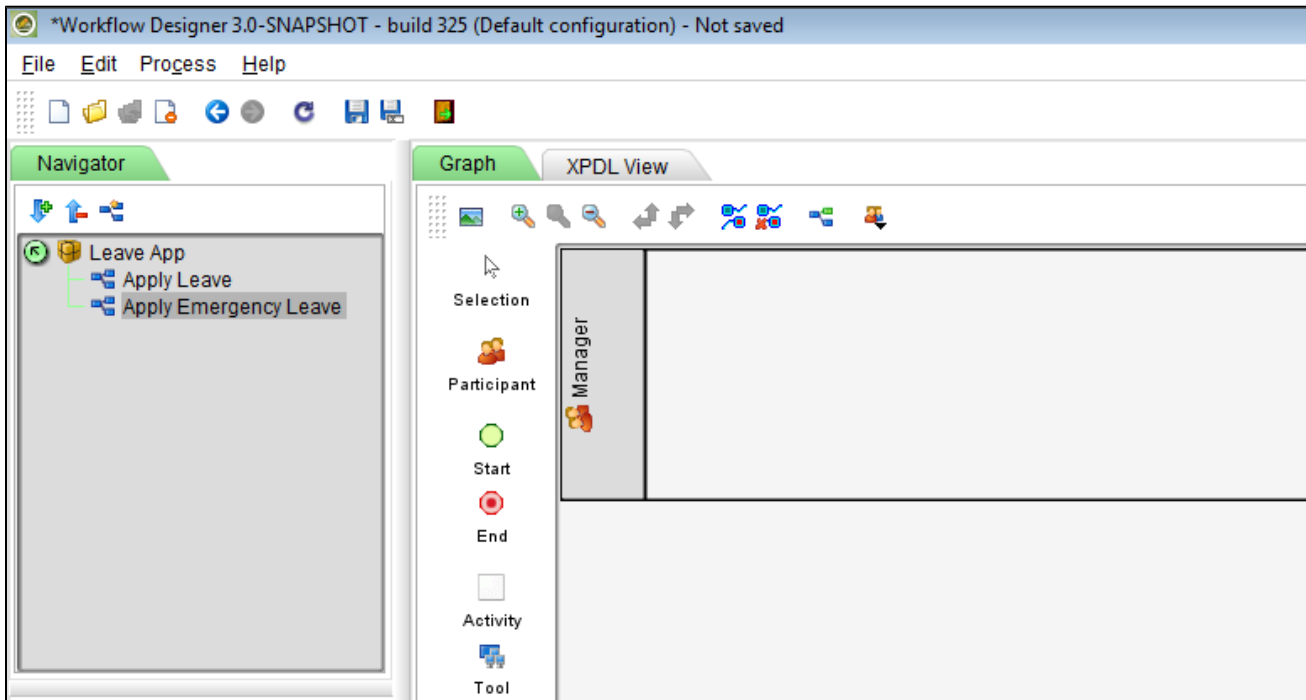 *Workflow Designer 3.0-SNAPSHOT - build 325 (Default configuration) - Not saved
File Edit Process Help
Navigator
Graph XPDL View
Leave App
Apply Leave
Apply Emergency Leave
Selection
Participant
Start
End
Activity
Tool
Manager